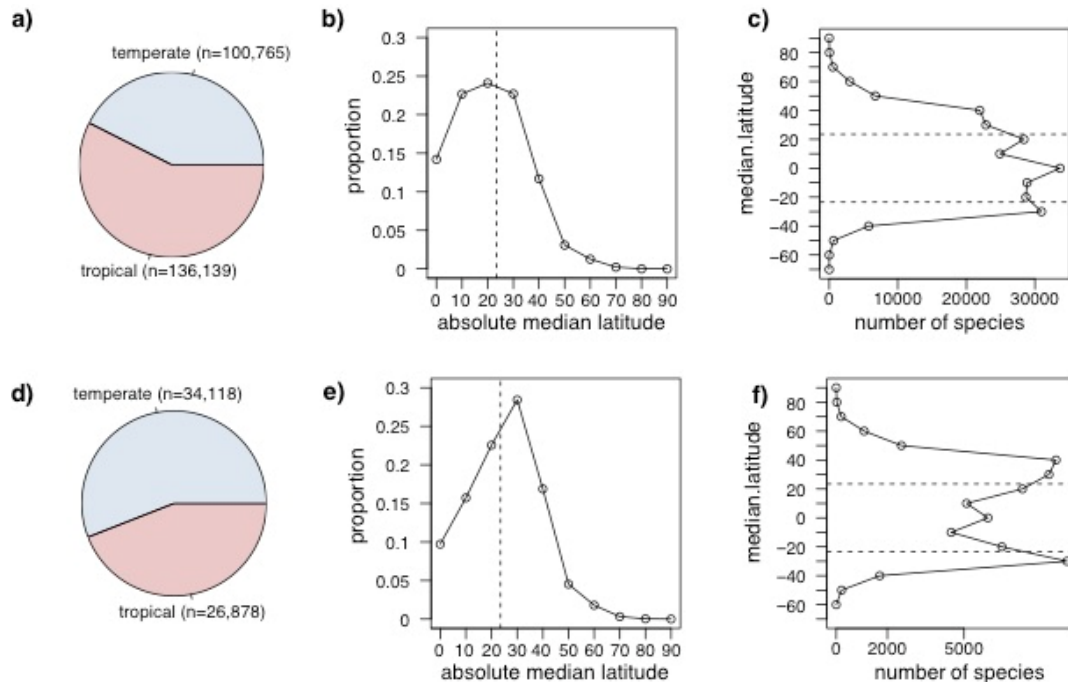 a)
temperate (n=100,765)
tropical (n=136,139)
b)
proportion
0.3
0.25
0.2
0.15
0.1
0.05
0
0 10 20 30 40 50 60 70 80 90
absolute median latitude
c)
median.latitude
80
60
40
20
0
−20
−40
−60
0 10000 20000 30000
number of species
d)
temperate (n=34,118)
tropical (n=26,878)
e)
proportion
0.3
0.25
0.2
0.15
0.1
0.05
0
0 10 20 30 40 50 60 70 80 90
absolute median latitude
f)
median.latitude
80
60
40
20
0
−20
−40
−60
0 2000 5000
number of species